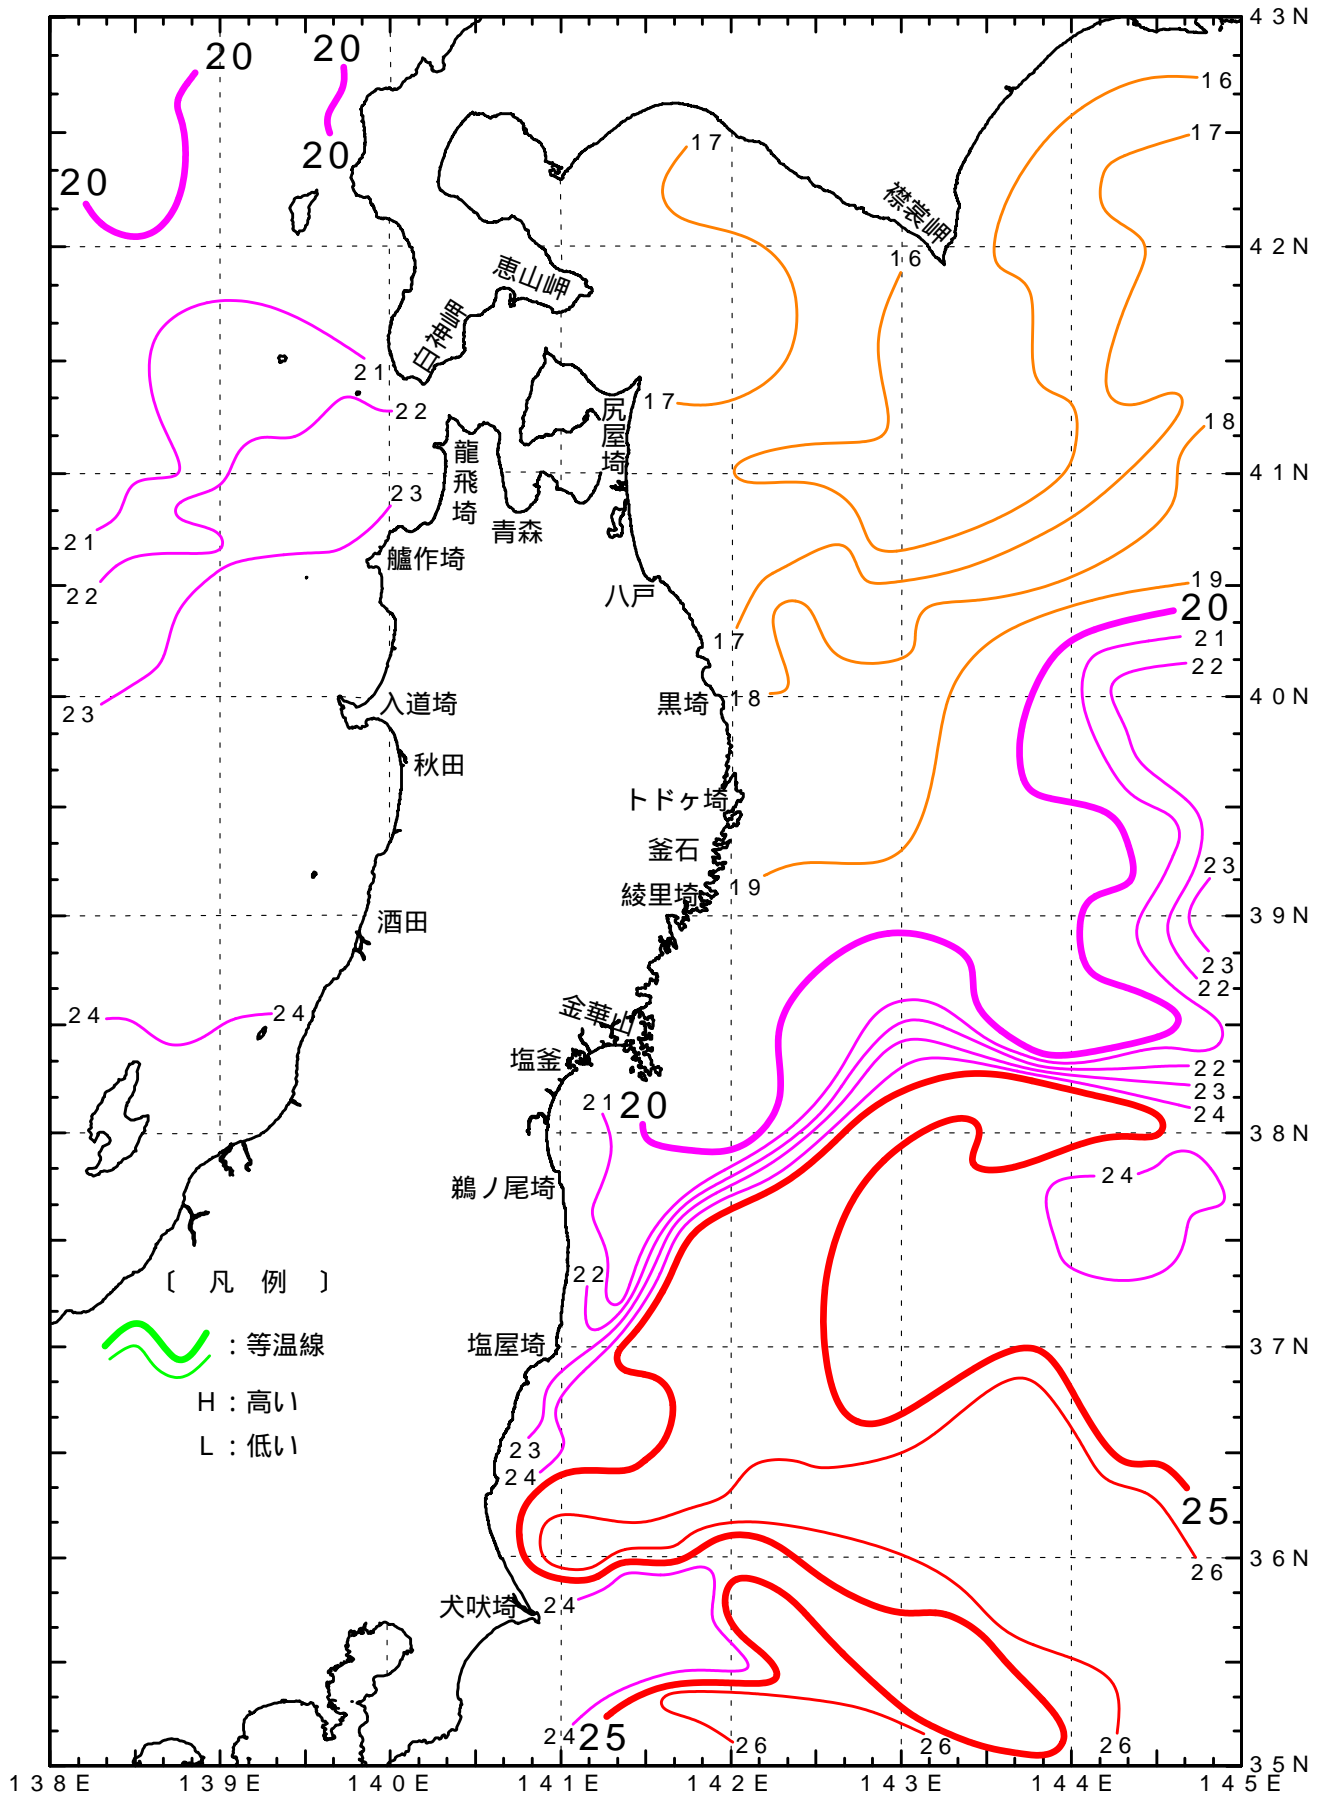 43N
20
20
16
17
17
20
20
襟裳岬
42N
16
恵山岬
白神岬
21
22
17
尻屋埼
18
龍飛埼
41N
23
青森
21
艫作埼
22
八戸
19
20
17
21
22
23
入道埼
黒埼
18
40N
秋田
トドヶ埼
釜石
23
綾里埼
19
酒田
39N
23
22
24
24
金華山
塩釜
22
23
21
20
24
38N
24
鵜ノ尾埼
22
〔 凡 例 〕
:等温線
塩屋埼
37N
H:高い
L:低い
23
24
25
36N
26
犬吠埼
24
24
25
26
26
26
35N
138E
139E
140E
141E
142E
143E
144E
145E